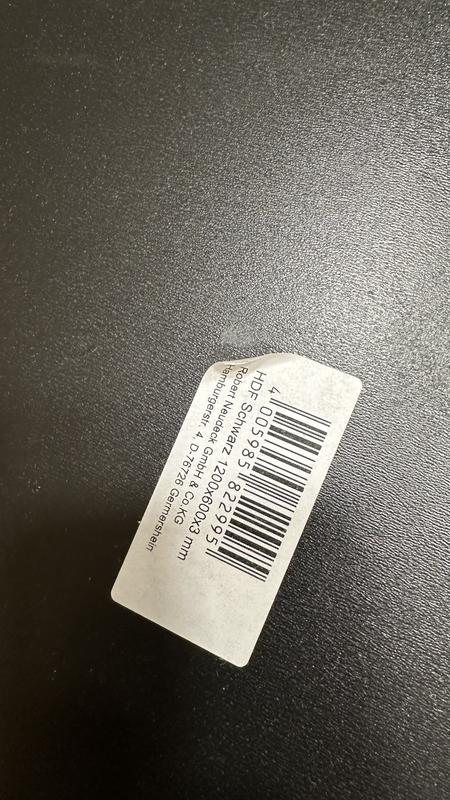 4 005985 822995
HDF Schwarz 1200x600x3 mm
Robert Neudeck GmbH & Co.KG
Hamburgerstr. 4, D-76726 Germersheim